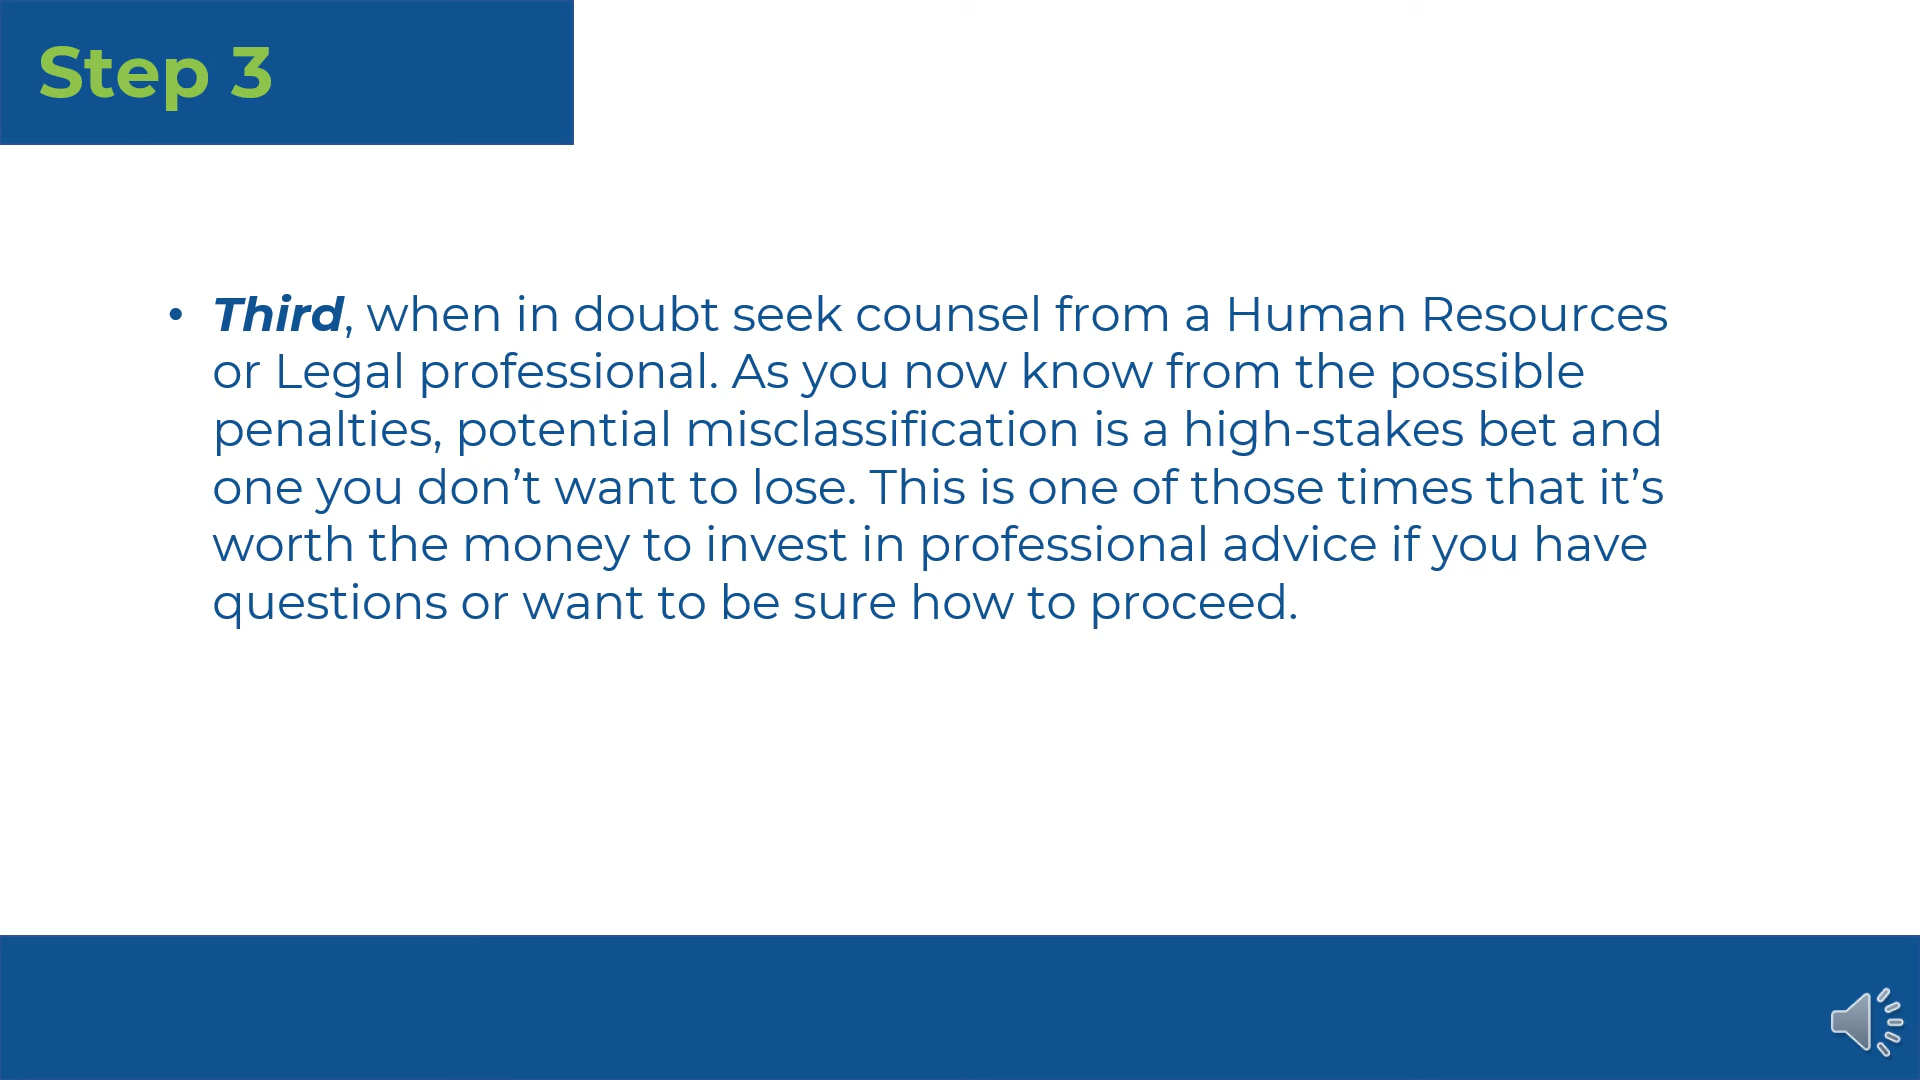 Step 3
• Third, when in doubt seek counsel from a Human Resources
or Legal professional. As you now know from the possible
penalties, potential misclassification is a high-stakes bet and
one you don’t want to lose. This is one of those times that it’s
worth the money to invest in professional advice if you have
questions or want to be sure how to proceed.